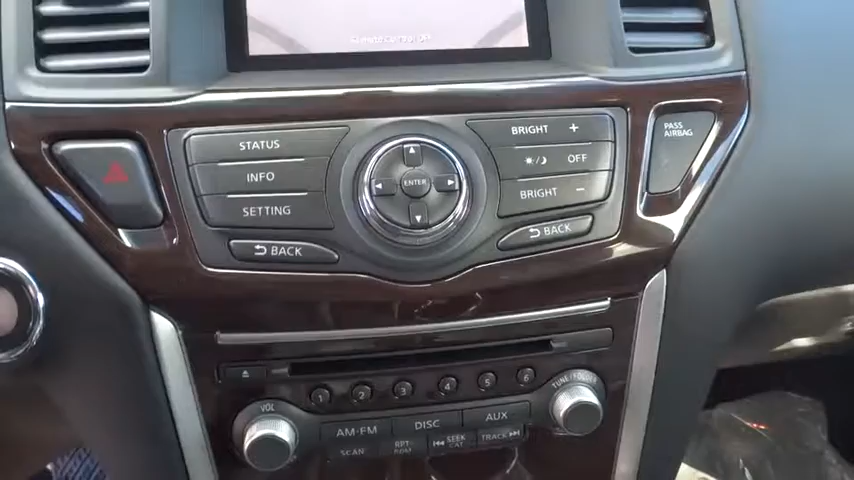 STATUS
INFO
SETTING
BACK
ENTER
BRIGHT +
OFF
BRIGHT -
BACK
PASS
AIRBAG
1 2 3 4 5 6
VOL
TUNE/FOLDER
AM·FM
DISC
AUX
SCAN
RPT
RDM
SEEK
CAT
TRACK